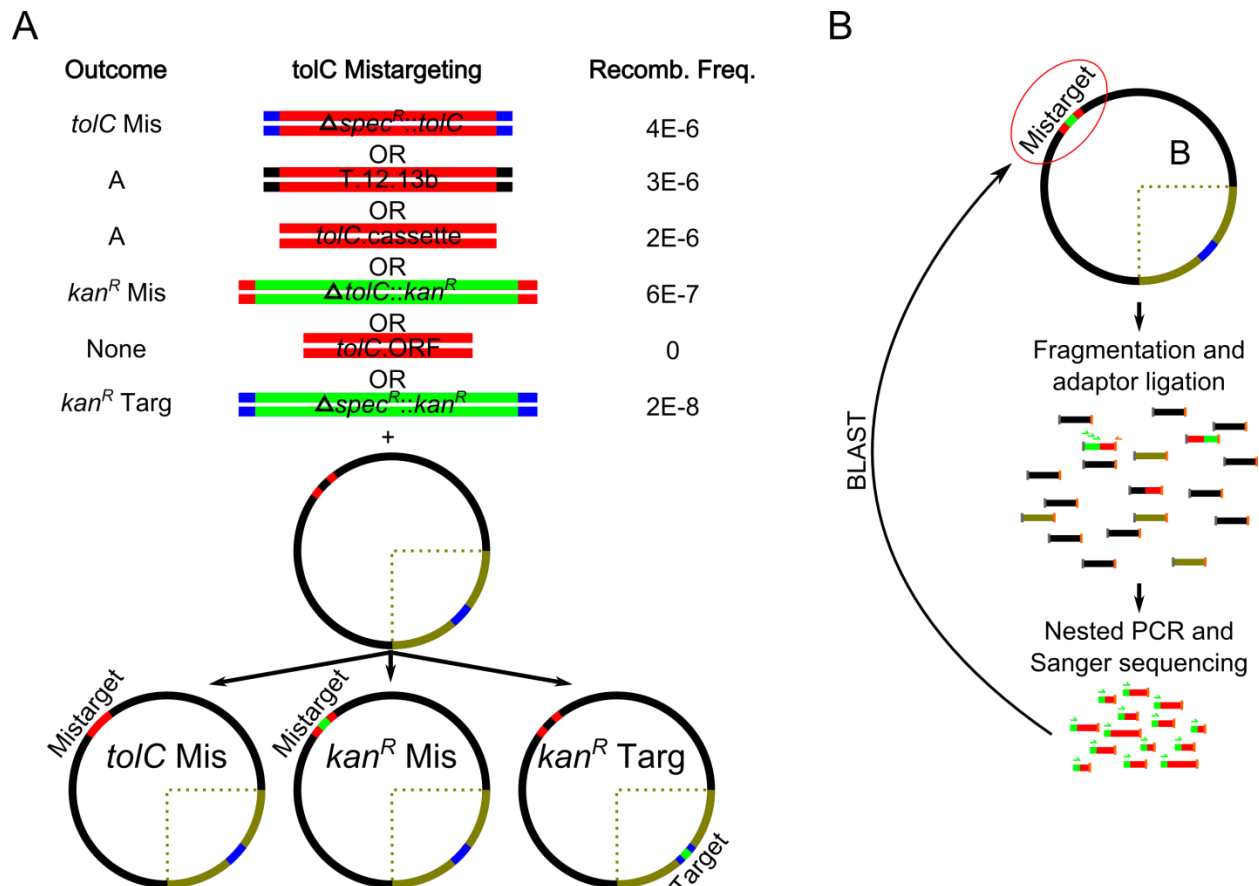 A
Outcome tolC Mistargeting Recomb. Freq.
tolC Mis Δspecᴿ::tolC 4E-6
OR
A T.12.13b 3E-6
OR
A tolC.cassette 2E-6
OR
kanᴿ Mis ΔtolC::kanᴿ 6E-7
OR
None tolC.ORF 0
OR
kanᴿ Targ Δspecᴿ::kanᴿ 2E-8
+
Mistarget
tolC Mis
Mistarget
kanᴿ Mis
kanᴿ Targ
Target
B
Mistarget
B
Fragmentation and
adaptor ligation
BLAST
Nested PCR and
Sanger sequencing